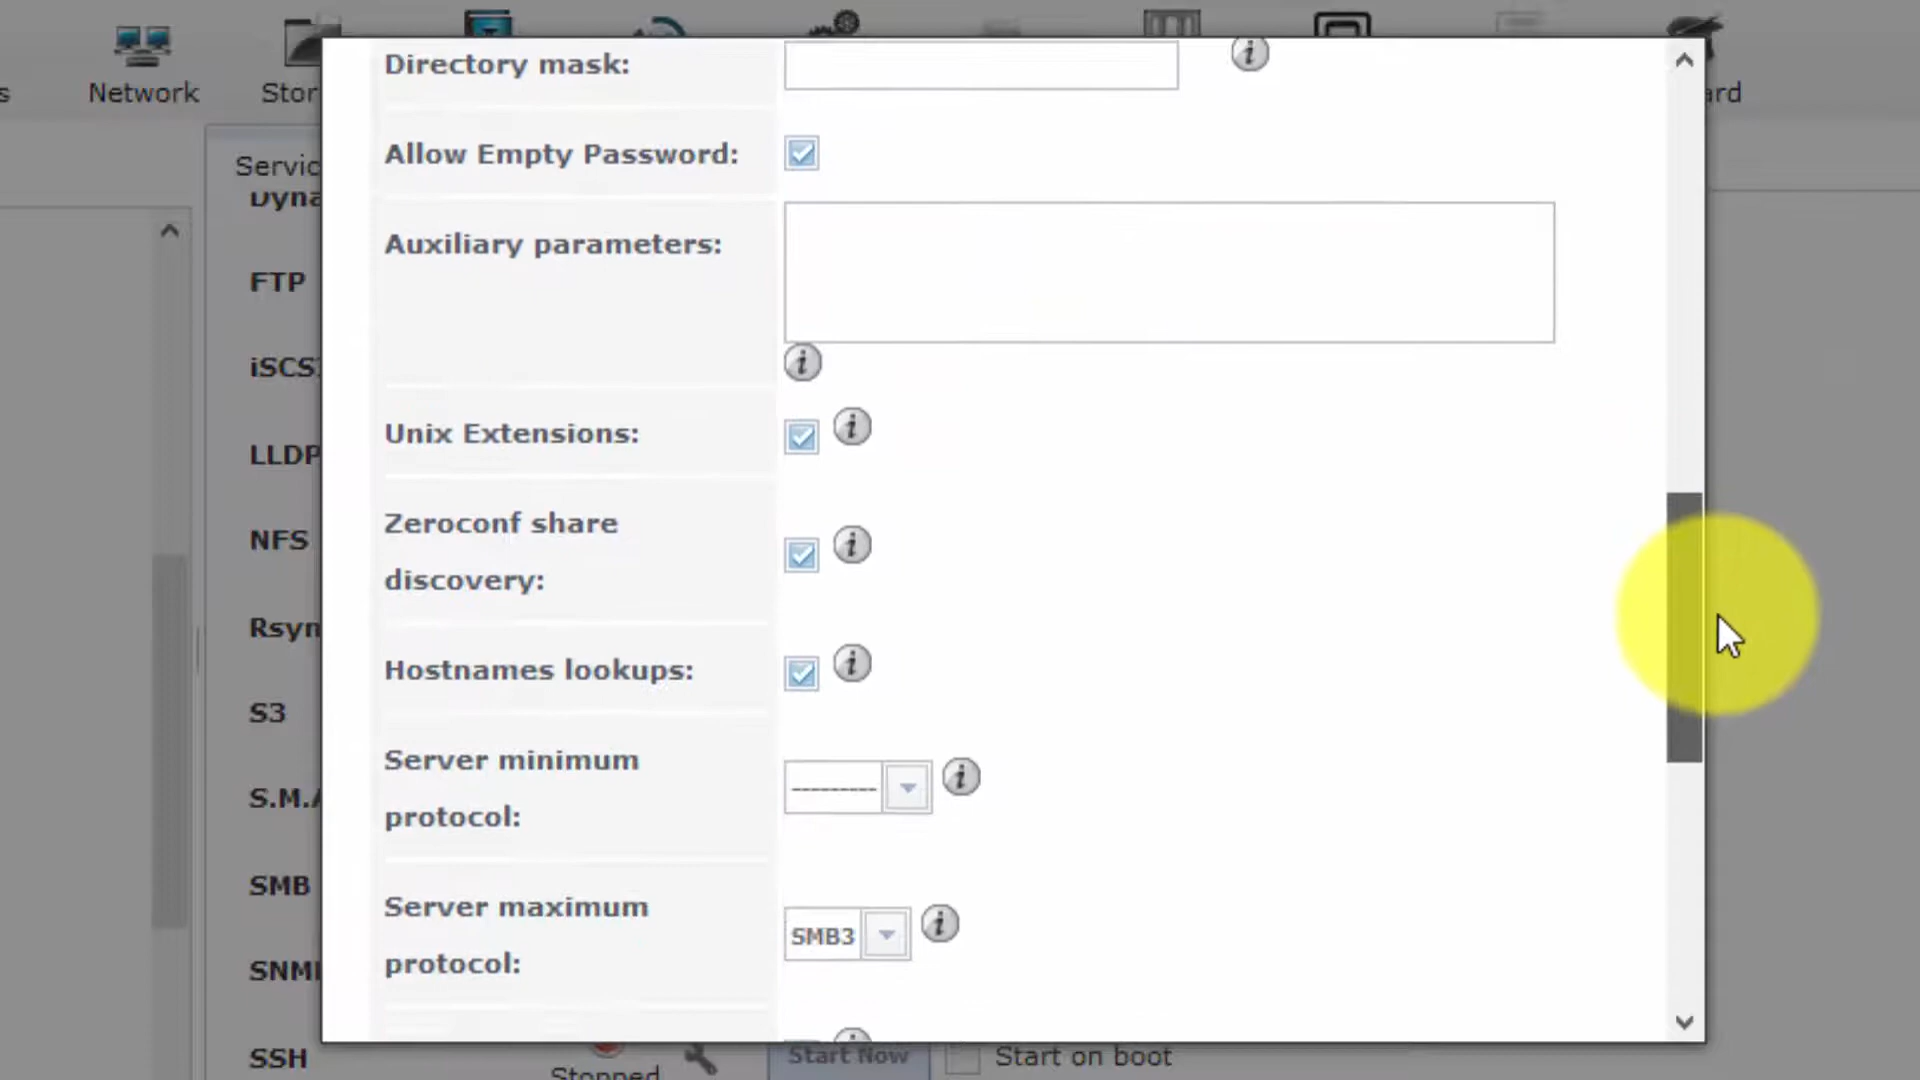 s
Network
Stor
ard
Servic
Dyna
FTP
iSCSI
LLDP
NFS
Rsyn
S3
S.M.A
SMB
SNMP
SSH
Directory mask:
Allow Empty Password:
Auxiliary parameters:
Unix Extensions:
Zeroconf share
discovery:
Hostnames lookups:
Server minimum
protocol:
---------
Server maximum
protocol:
SMB3
Stopped
Start Now
Start on boot